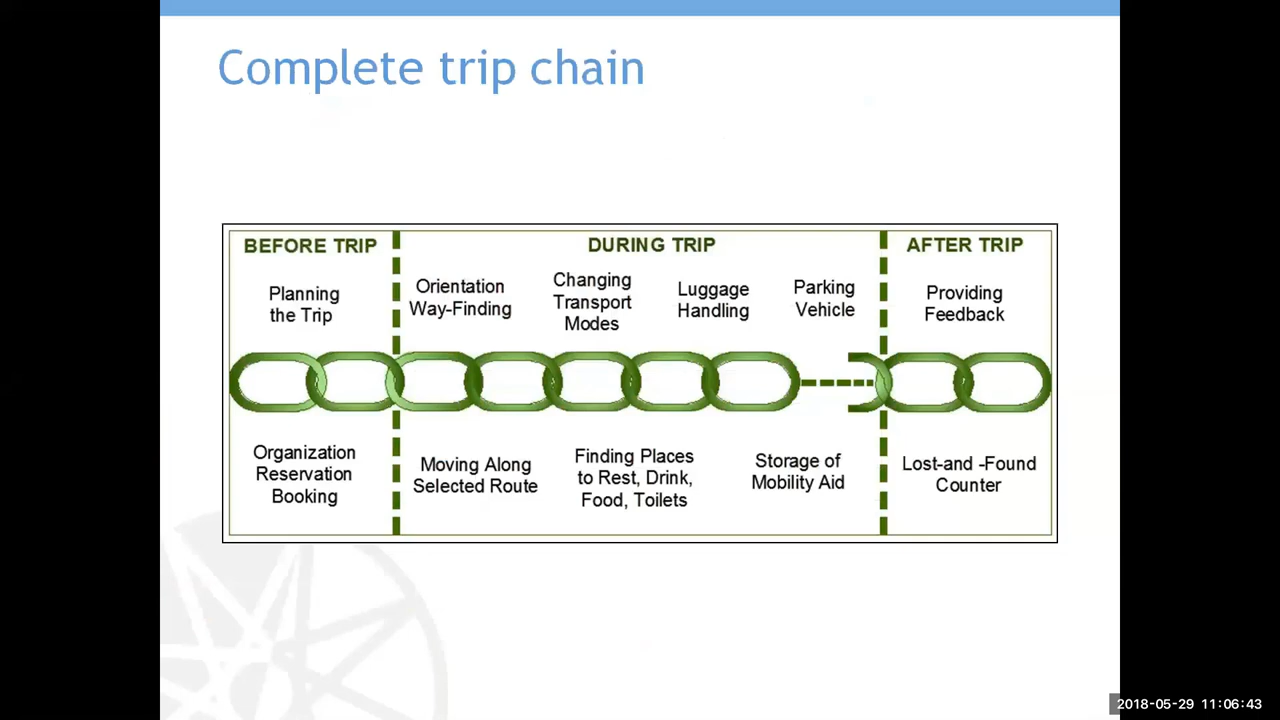 Complete trip chain
BEFORE TRIP
DURING TRIP
AFTER TRIP
Planning
the Trip
Orientation
Way-Finding
Changing
Transport
Modes
Luggage
Handling
Parking
Vehicle
Providing
Feedback
Organization
Reservation
Booking
Moving Along
Selected Route
Finding Places
to Rest, Drink,
Food, Toilets
Storage of
Mobility Aid
Lost-and -Found
Counter
2018-05-29 11:06:43